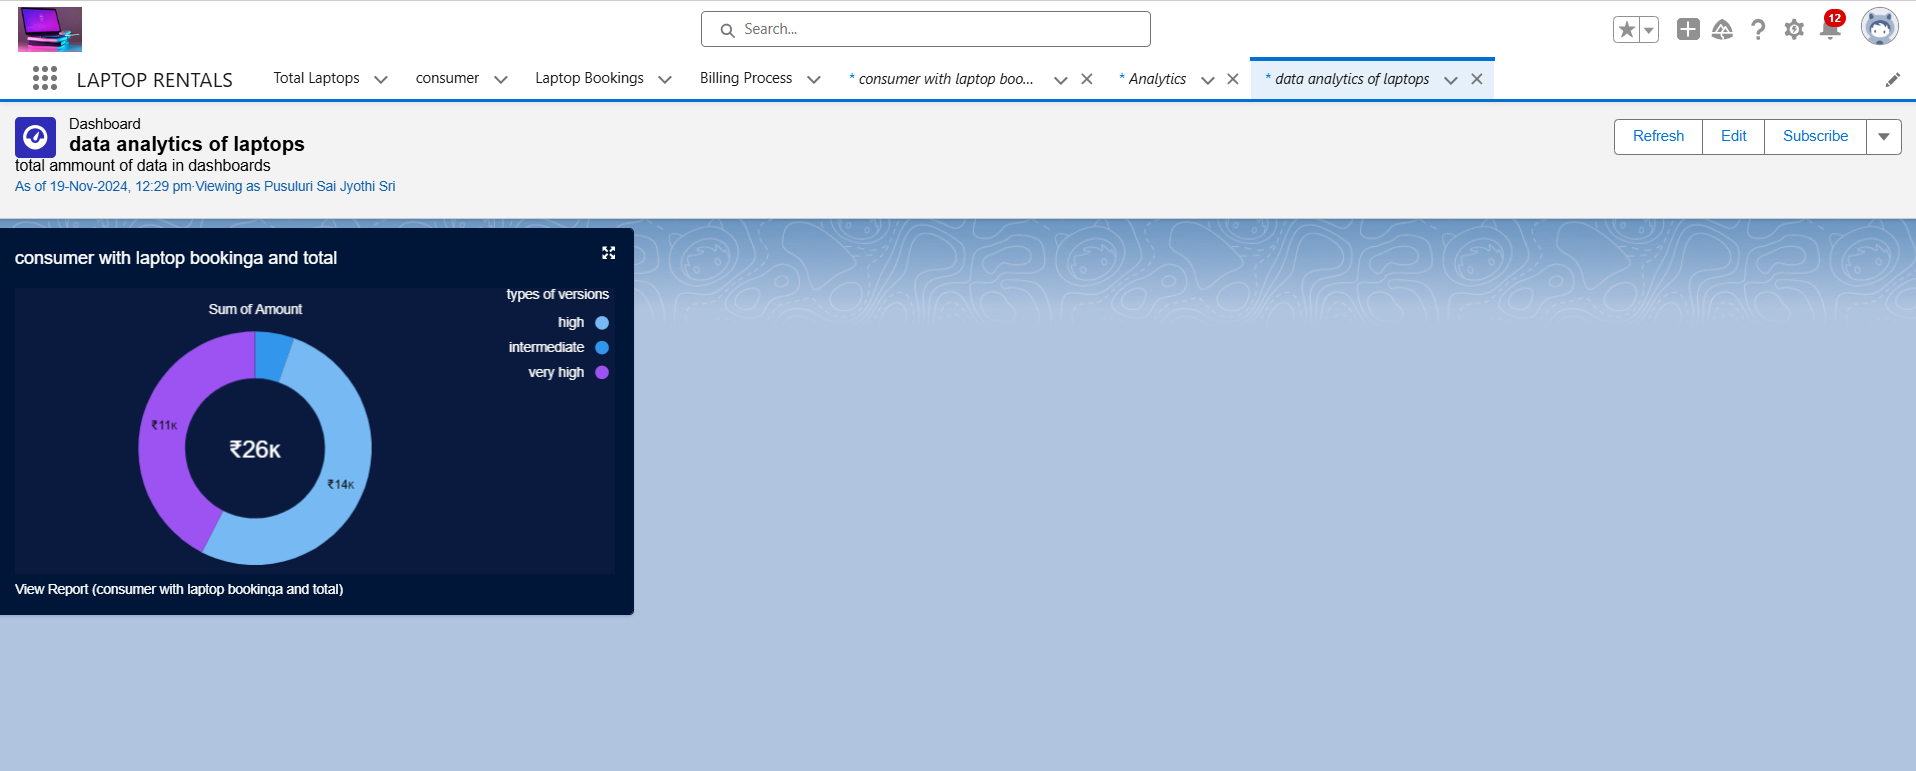 Search...
12
LAPTOP RENTALS
Total Laptops
consumer
Laptop Bookings
Billing Process
* consumer with laptop boo...
* Analytics
* data analytics of laptops
Dashboard
data analytics of laptops
total ammount of data in dashboards
As of 19-Nov-2024, 12:29 pm·Viewing as Pusuluri Sai Jyothi Sri
Refresh
Edit
Subscribe
consumer with laptop bookinga and total
Sum of Amount
types of versions
high
intermediate
very high
₹11K
₹26K
₹14K
View Report (consumer with laptop bookinga and total)